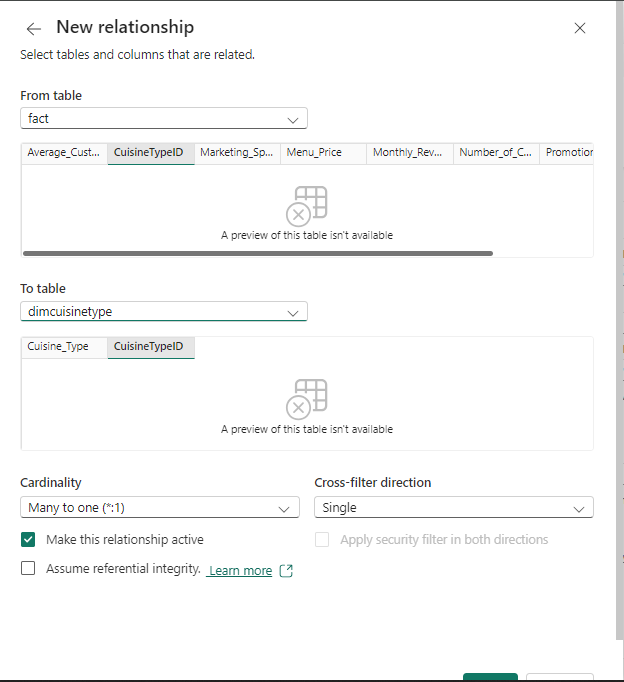 New relationship
Select tables and columns that are related.
From table
fact
Average_Cust... CuisineTypeID Marketing_Sp... Menu_Price Monthly_Rev... Number_of_C... Promotion
A preview of this table isn't available
To table
dimcuisinetype
Cuisine_Type CuisineTypeID
A preview of this table isn't available
Cardinality Cross-filter direction
Many to one (*:1) Single
Make this relationship active Apply security filter in both directions
Assume referential integrity. Learn more